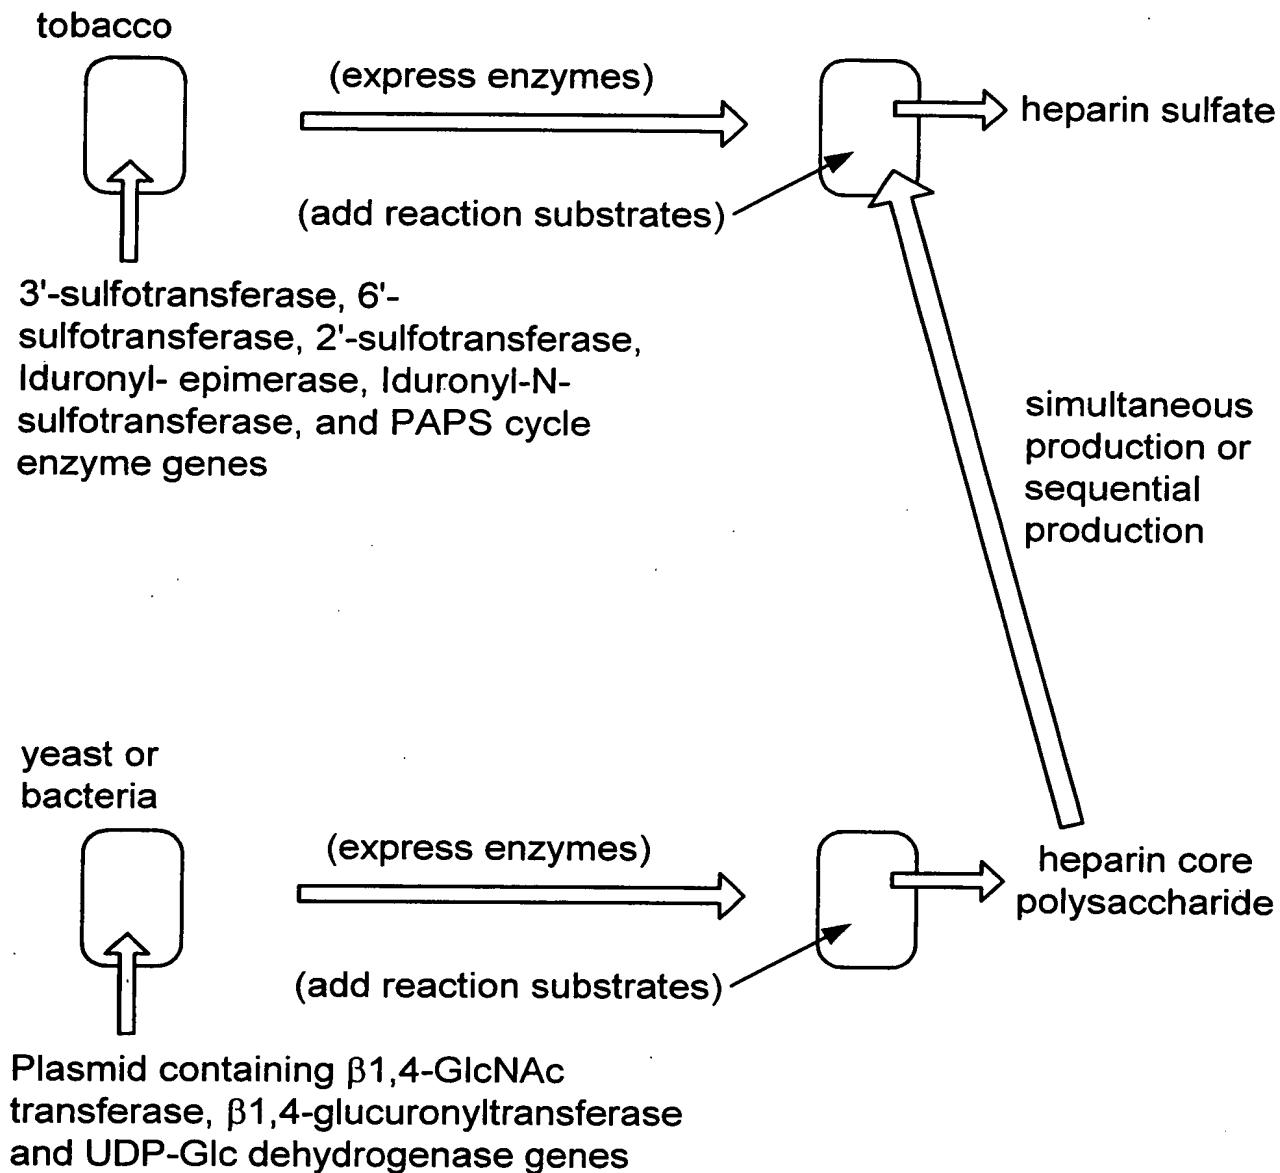 tobacco
(express enzymes)
heparin sulfate
(add reaction substrates)
3'-sulfotransferase, 6'-
sulfotransferase, 2'-sulfotransferase,
Iduronyl- epimerase, Iduronyl-N-
sulfotransferase, and PAPS cycle
enzyme genes
simultaneous
production or
sequential
production
yeast or
bacteria
(express enzymes)
heparin core
polysaccharide
(add reaction substrates)
Plasmid containing β1,4-GlcNAc
transferase, β1,4-glucuronyltransferase
and UDP-Glc dehydrogenase genes